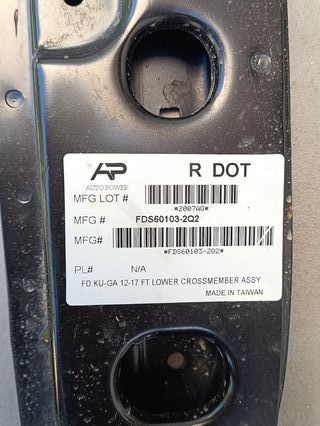 AP R DOT
AUTO POWER
MFG LOT # *2007AG*
MFG # FDS60103-2Q2
MFG# *FDS60103-2Q2*
PL# N/A
FD KU-GA 12-17 FT LOWER CROSSMEMBER ASSY
MADE IN TAIWAN